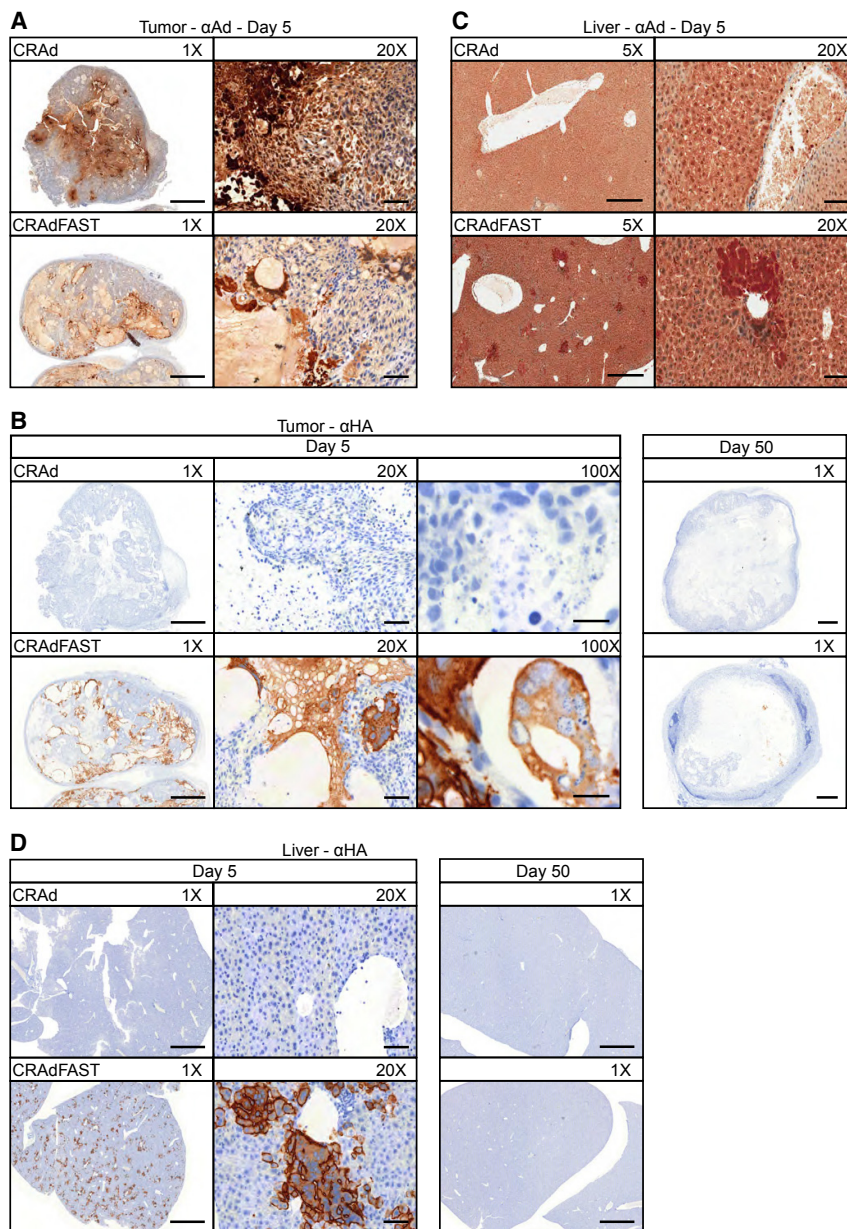 A
Tumor - αAd - Day 5
CRAd 1X 20X
CRAdFAST 1X 20X
C
Liver - αAd - Day 5
CRAd 5X 20X
CRAdFAST 5X 20X
B
Tumor - αHA
Day 5
Day 50
CRAd 1X 20X 100X
1X
CRAdFAST 1X 20X 100X
1X
D
Liver - αHA
Day 5
Day 50
CRAd 1X 20X
1X
CRAdFAST 1X 20X
1X